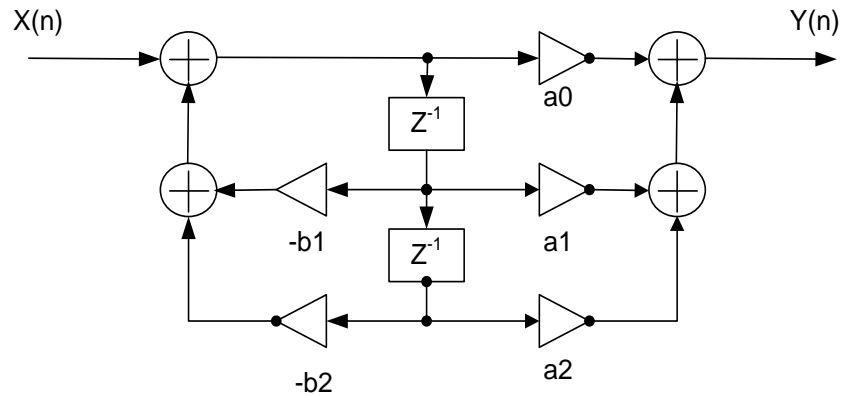 X(n) Y(n)
a0
Z⁻¹
-b1 a1
Z⁻¹
-b2 a2